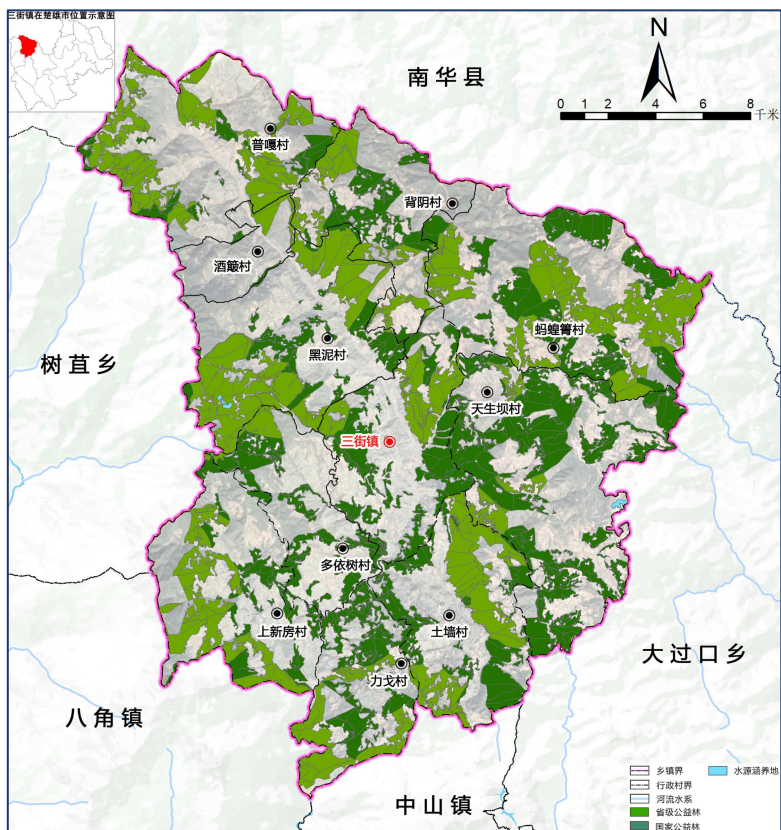 三街镇在楚雄市位置示意图
南华县
N
0 1 2 4 6 8
千米
普嘎村
背阴村
酒簸村
蚂蝗箐村
黑泥村
树苴乡
天生坝村
三街镇
多依树村
上新房村
土墙村
大过口乡
力戈村
八角镇
中山镇
乡镇界
水源涵养地
行政村界
河流水系
省级公益林
国家公益林